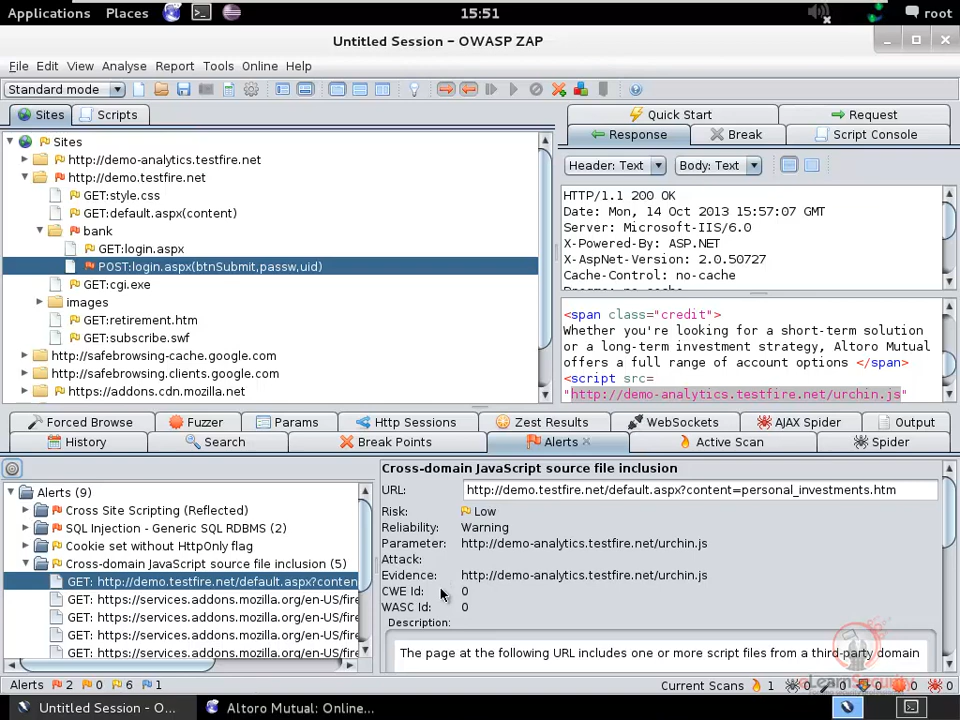 Applications Places 15:51 root
Untitled Session - OWASP ZAP
File Edit View Analyse Report Tools Online Help
Standard mode
Sites Scripts
Quick Start Request
Response Break Script Console
Header: Text Body: Text
Sites
http://demo-analytics.testfire.net
http://demo.testfire.net
GET:style.css
GET:default.aspx(content)
bank
GET:login.aspx
POST:login.aspx(btnSubmit,passw,uid)
GET:cgi.exe
images
GET:retirement.htm
GET:subscribe.swf
http://safebrowsing-cache.google.com
http://safebrowsing.clients.google.com
https://addons.cdn.mozilla.net
HTTP/1.1 200 OK
Date: Mon, 14 Oct 2013 15:57:07 GMT
Server: Microsoft-IIS/6.0
X-Powered-By: ASP.NET
X-AspNet-Version: 2.0.50727
Cache-Control: no-cache
Pragma: no-cache
<span class="credit">
Whether you're looking for a short-term solution
or a long-term investment strategy, Altoro Mutual
offers a full range of account options </span>
<script src=
"http://demo-analytics.testfire.net/urchin.js"
Forced Browse Fuzzer Params Http Sessions Zest Results WebSockets AJAX Spider Output
History Search Break Points Alerts Active Scan Spider
Alerts (9)
Cross Site Scripting (Reflected)
SQL Injection - Generic SQL RDBMS (2)
Cookie set without HttpOnly flag
Cross-domain JavaScript source file inclusion (5)
GET: http://demo.testfire.net/default.aspx?conten
GET: https://services.addons.mozilla.org/en-US/fire
GET: https://services.addons.mozilla.org/en-US/fire
GET: https://services.addons.mozilla.org/en-US/fire
GET: https://services.addons.mozilla.org/en-US/fire
Cross-domain JavaScript source file inclusion
URL: http://demo.testfire.net/default.aspx?content=personal_investments.htm
Risk: Low
Reliability: Warning
Parameter: http://demo-analytics.testfire.net/urchin.js
Attack:
Evidence: http://demo-analytics.testfire.net/urchin.js
CWE Id: 0
WASC Id: 0
Description:
The page at the following URL includes one or more script files from a third-party domain
eLearnSecurity
Alerts 2 0 6 1 Current Scans 1 0 0 0 0 0
Untitled Session - O... Altoro Mutual: Online...